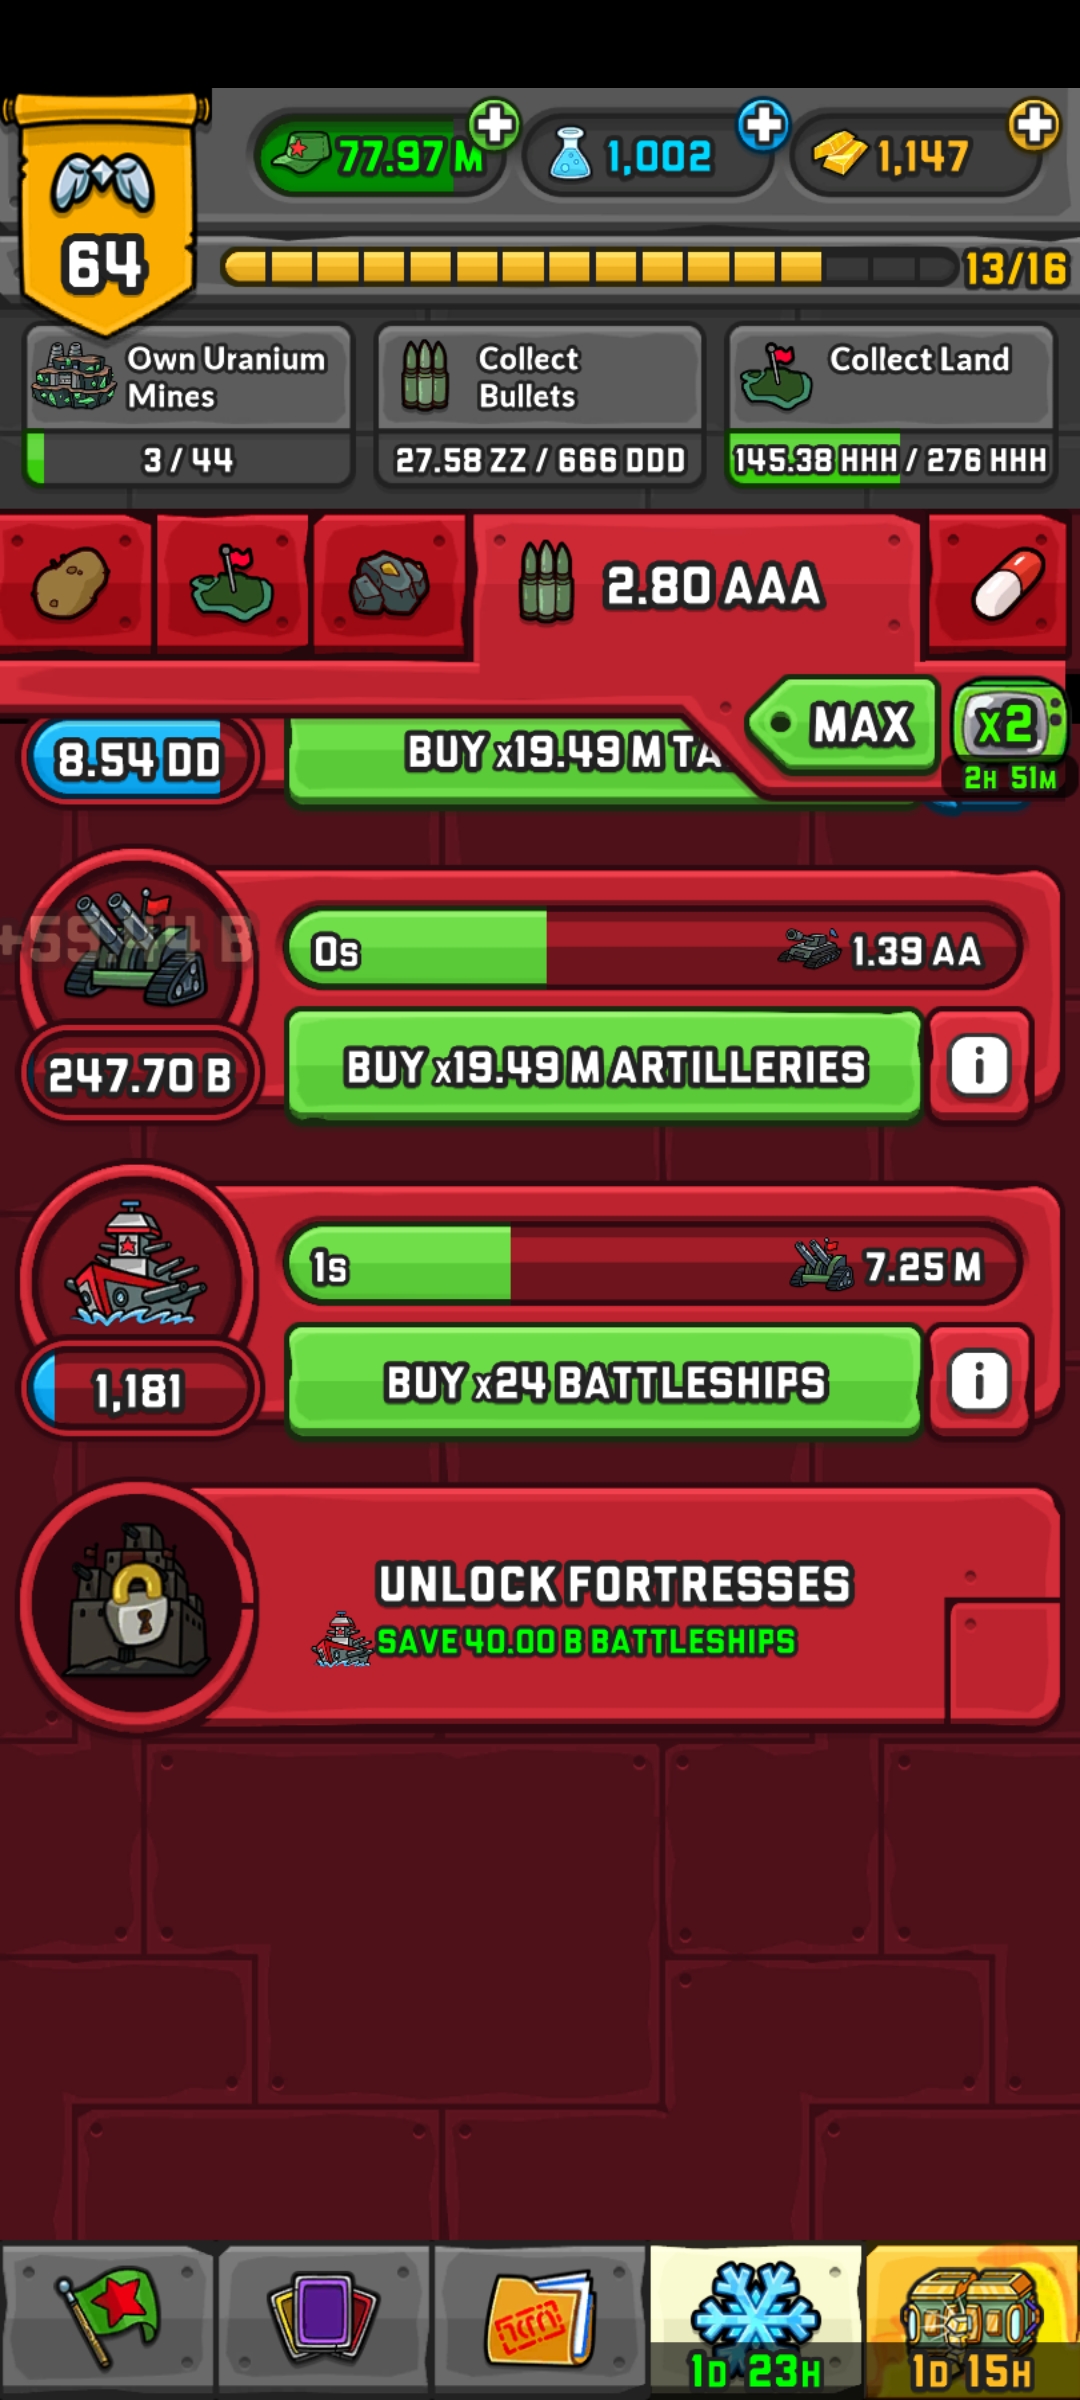 77.97 M
1,002
1,147
64
13/16
Own Uranium
Mines
3 / 44
Collect
Bullets
27.58 ZZ / 666 DDD
Collect Land
145.38 HHH / 276 HHH
2.80 AAA
MAX
x2
2H 51M
8.54 DD
BUY x19.49 M TA
0s
1.39 AA
247.70 B
BUY x19.49 M ARTILLERIES
i
1s
7.25 M
1,181
BUY x24 BATTLESHIPS
i
UNLOCK FORTRESSES
SAVE 40.00 B BATTLESHIPS
1D 23H
1D 15H